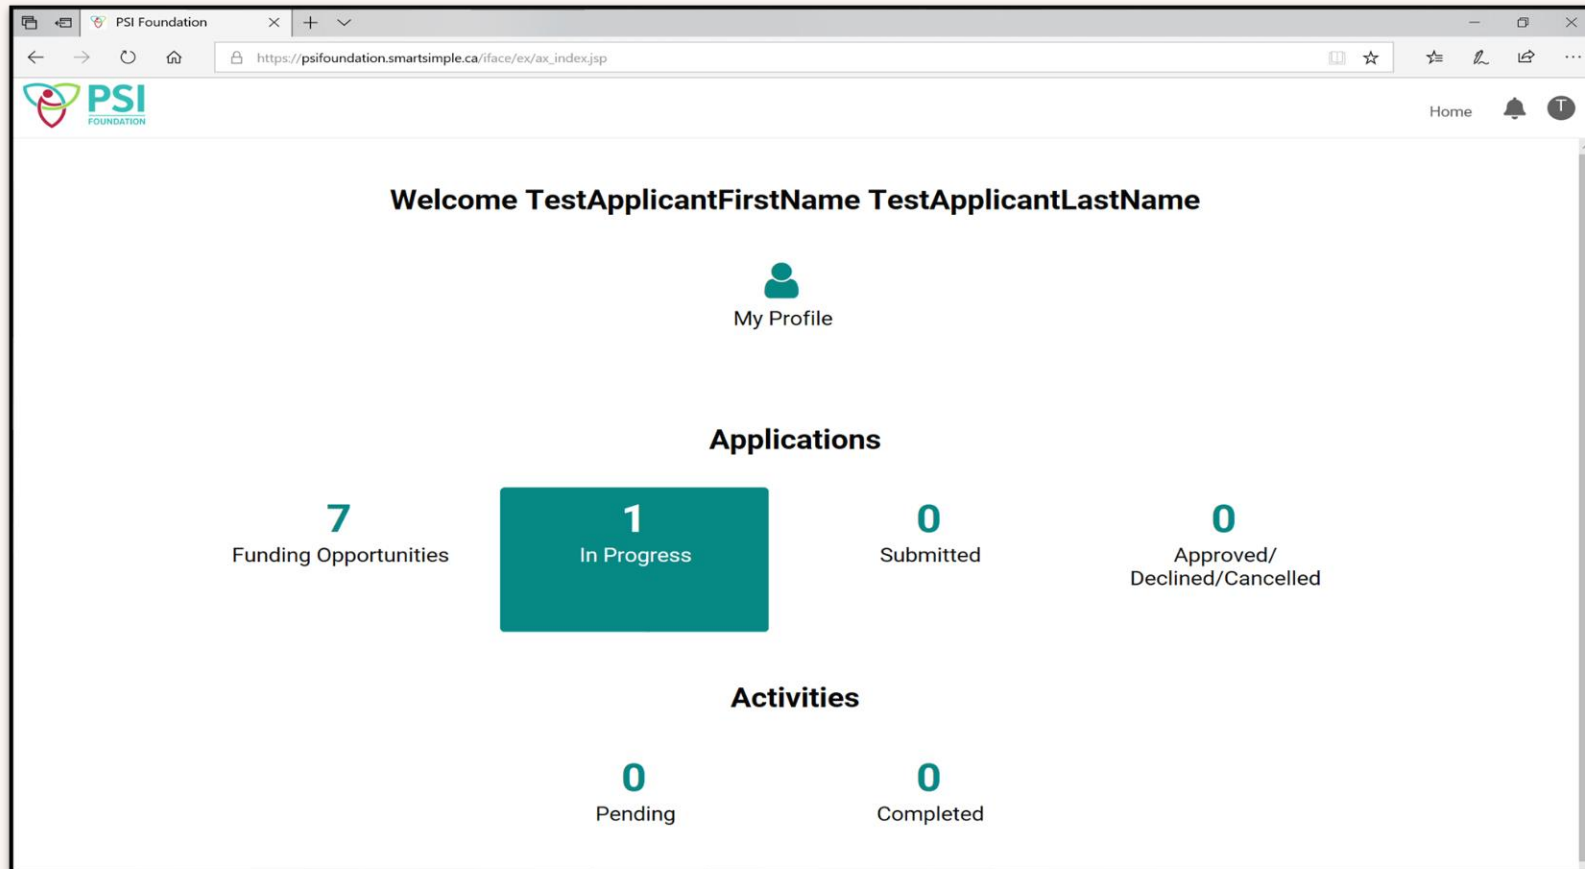 PSI Foundation
https://psifoundation.smartsimple.ca/iface/ex/ax_index.jsp
PSI
FOUNDATION
Home
T
Welcome TestApplicantFirstName TestApplicantLastName
My Profile
Applications
7
Funding Opportunities
1
In Progress
0
Submitted
0
Approved/
Declined/Cancelled
Activities
0
Pending
0
Completed